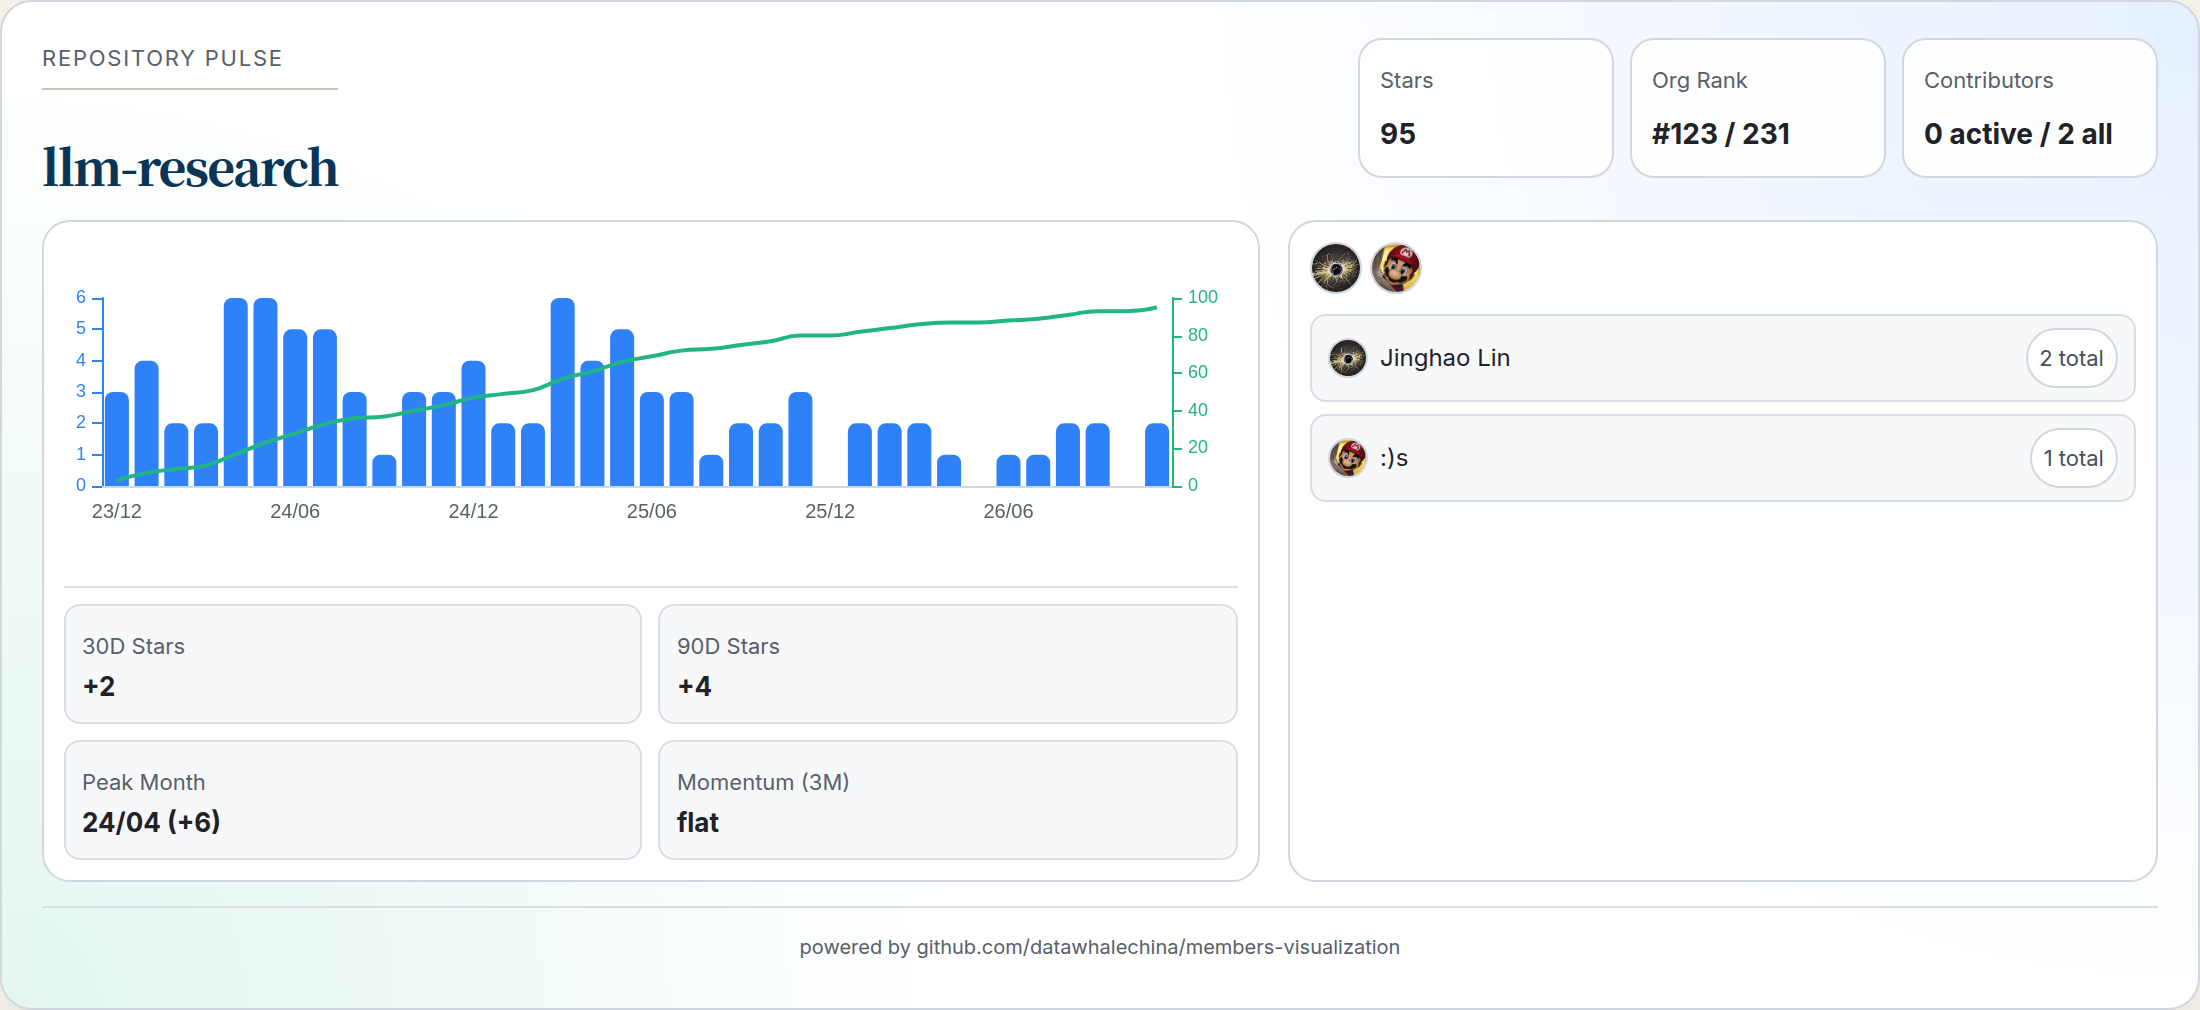 REPOSITORY PULSE
llm-research
Stars
95
Org Rank
#123 / 231
Contributors
0 active / 2 all
6
5
4
3
2
1
0
100
80
60
40
20
0
23/12
24/06
24/12
25/06
25/12
26/06
30D Stars
+2
90D Stars
+4
Peak Month
24/04 (+6)
Momentum (3M)
flat
Jinghao Lin
2 total
:)s
1 total
powered by github.com/datawhalechina/members-visualization